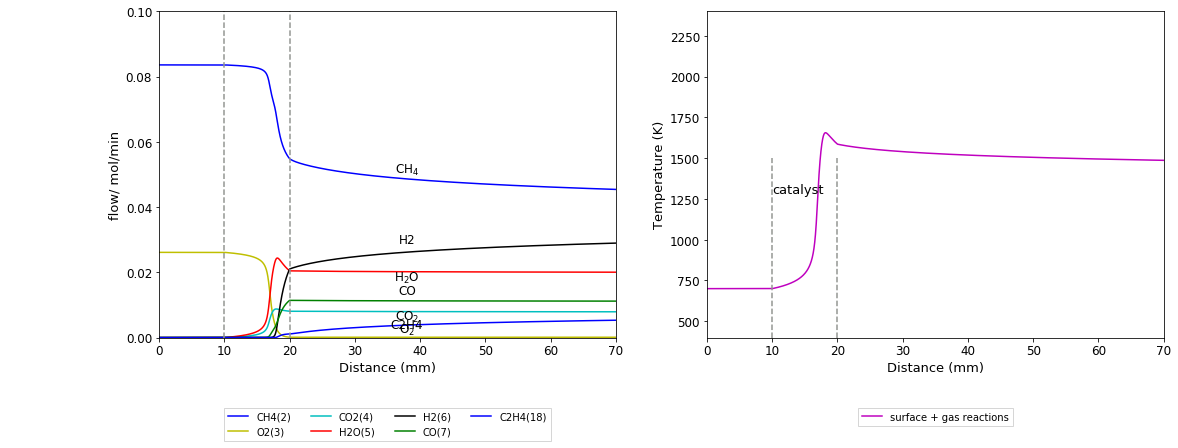 0.10
0.08
0.06
0.04
0.02
0.00
flow/ mol/min
CH₄
H2
H₂O
CO
CO₂
C2H4
O₂
0 10 20 30 40 50 60 70
Distance (mm)
CH4(2) CO2(4) H2(6) C2H4(18)
O2(3) H2O(5) CO(7)
2250
2000
1750
1500
1250
1000
750
500
Temperature (K)
catalyst
0 10 20 30 40 50 60 70
Distance (mm)
surface + gas reactions